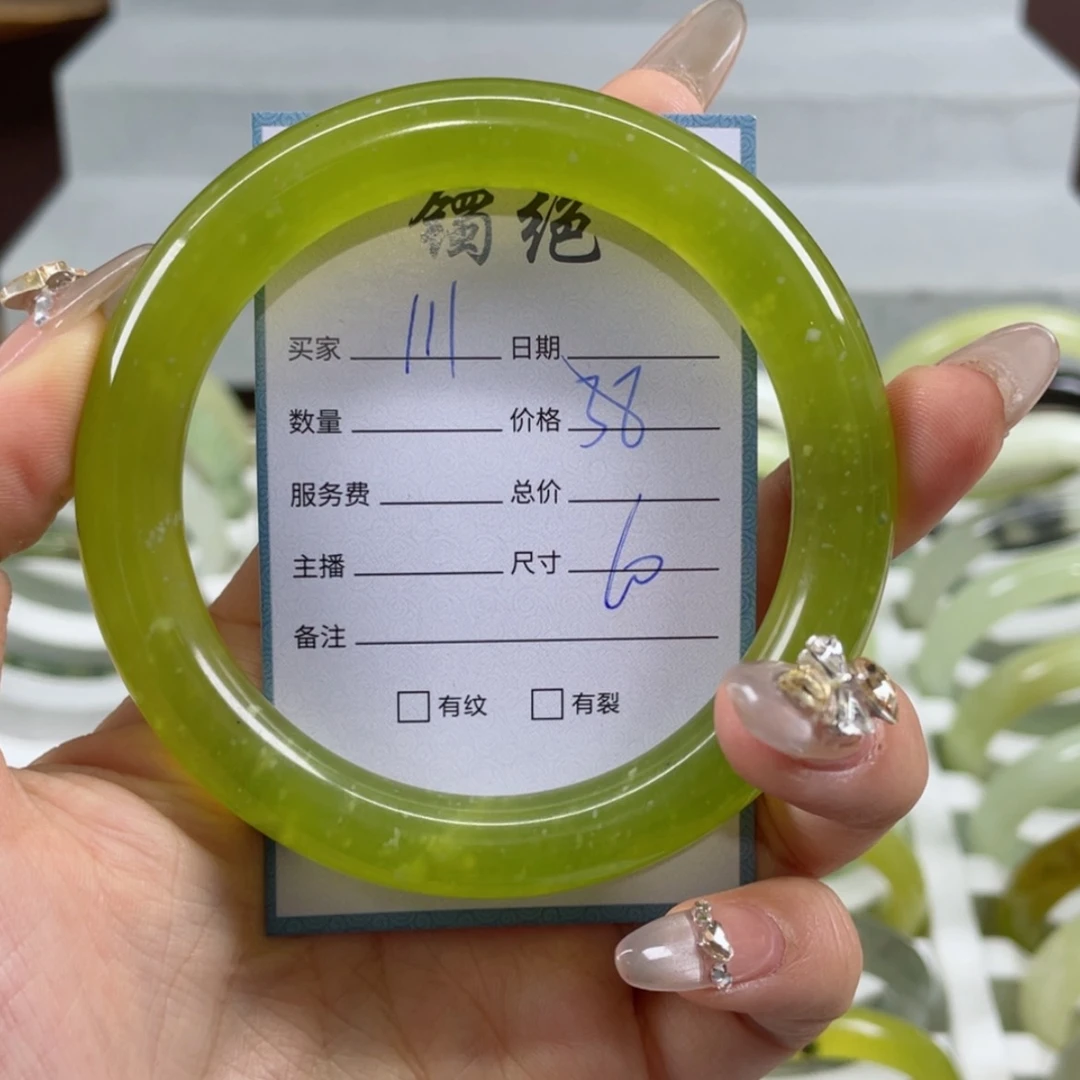 镯绝
买家 111 日期
数量 价格 38
服务费 总价
主播 尺寸 6
备注
有纹 有裂